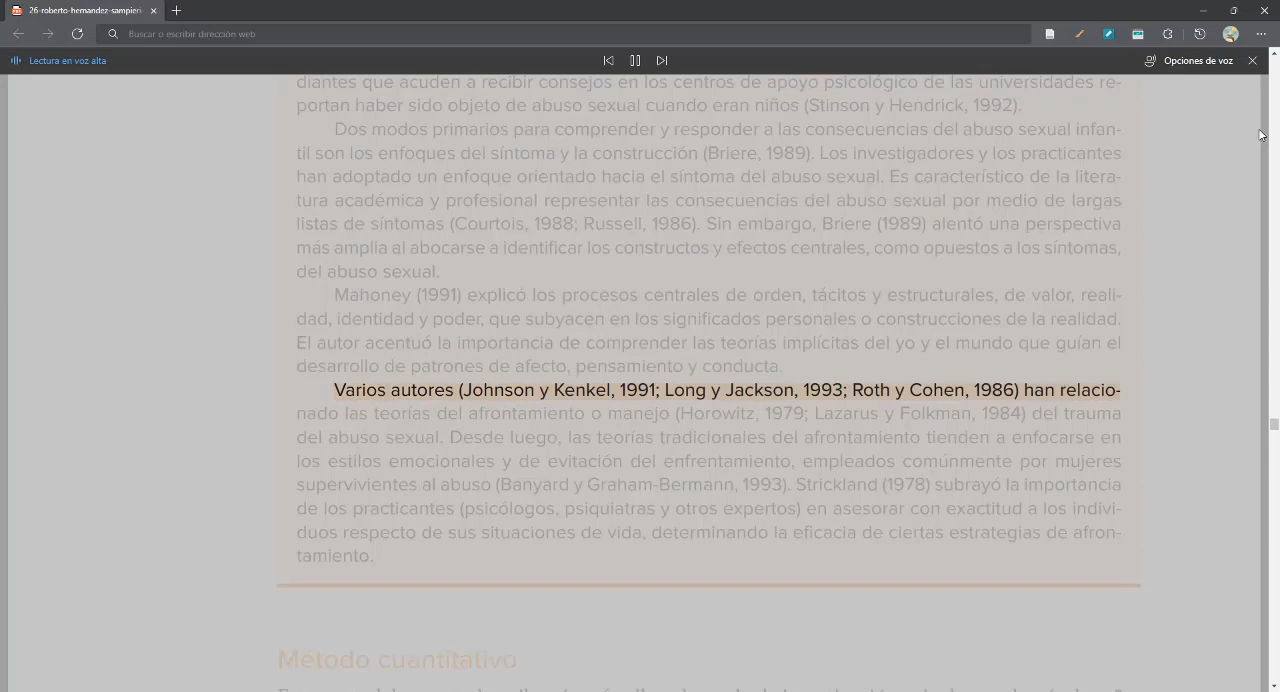 26-roberto-hernandez-sampieri-
Buscar o escribir dirección web
Lectura en voz alta
Opciones de voz
diantes que acuden a recibir consejos en los centros de apoyo psicológico de las universidades re-
portan haber sido objeto de abuso sexual cuando eran niños (Stinson y Hendrick, 1992).
Dos modos primarios para comprender y responder a las consecuencias del abuso sexual infan-
til son los enfoques del síntoma y la construcción (Briere, 1989). Los investigadores y los practicantes
han adoptado un enfoque orientado hacia el síntoma del abuso sexual. Es característico de la litera-
tura académica y profesional representar las consecuencias del abuso sexual por medio de largas
listas de síntomas (Courtois, 1988; Russell, 1986). Sin embargo, Briere (1989) alentó una perspectiva
más amplia al abocarse a identificar los constructos y efectos centrales, como opuestos a los síntomas,
del abuso sexual.
Mahoney (1991) explicó los procesos centrales de orden, tácitos y estructurales, de valor, reali-
dad, identidad y poder, que subyacen en los significados personales o construcciones de la realidad.
El autor acentuó la importancia de comprender las teorías implícitas del yo y el mundo que guían el
desarrollo de patrones de afecto, pensamiento y conducta.
Varios autores (Johnson y Kenkel, 1991; Long y Jackson, 1993; Roth y Cohen, 1986) han relacio-
nado las teorías del afrontamiento o manejo (Horowitz, 1979; Lazarus y Folkman, 1984) del trauma
del abuso sexual. Desde luego, las teorías tradicionales del afrontamiento tienden a enfocarse en
los estilos emocionales y de evitación del enfrentamiento, empleados comúnmente por mujeres
supervivientes al abuso (Banyard y Graham-Bermann, 1993). Strickland (1978) subrayó la importancia
de los practicantes (psicólogos, psiquiatras y otros expertos) en asesorar con exactitud a los indivi-
duos respecto de sus situaciones de vida, determinando la eficacia de ciertas estrategias de afron-
tamiento.
Método cuantitativo